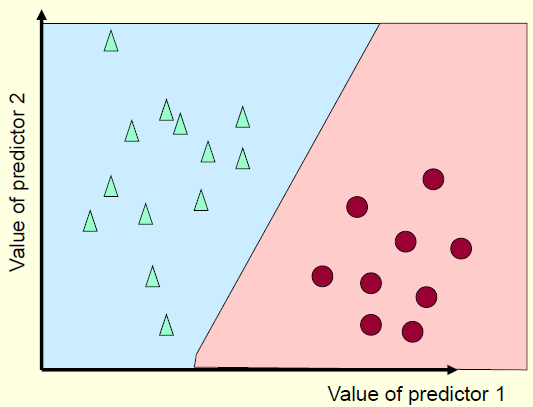 Value of predictor 2
Value of predictor 1